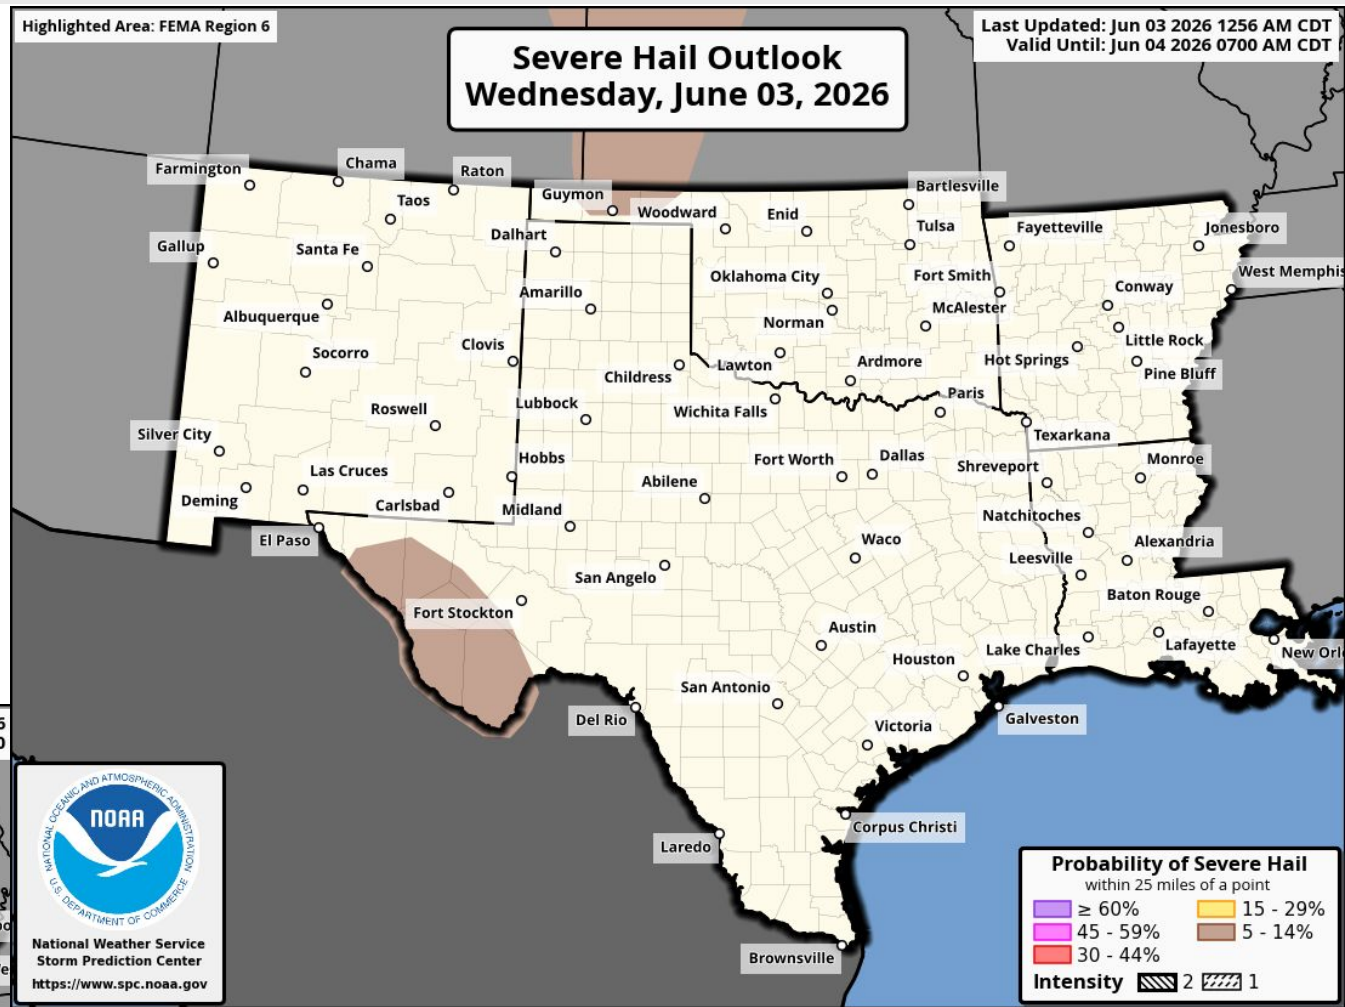 Highlighted Area: FEMA Region 6
Severe Hail Outlook
Wednesday, June 03, 2026
Last Updated: Jun 03 2026 1256 AM CDT
Valid Until: Jun 04 2026 0700 AM CDT
Farmington
Chama
Raton
Taos
Guymon
Woodward
Enid
Bartlesville
Tulsa
Fayetteville
Jonesboro
Gallup
Santa Fe
Dalhart
Oklahoma City
Fort Smith
West Memphis
Amarillo
Conway
Albuquerque
Norman
McAlester
Socorro
Clovis
Childress
Lawton
Ardmore
Hot Springs
Little Rock
Pine Bluff
Roswell
Lubbock
Wichita Falls
Paris
Silver City
Texarkana
Las Cruces
Hobbs
Abilene
Fort Worth
Dallas
Shreveport
Monroe
Deming
Carlsbad
Midland
Natchitoches
El Paso
Waco
Alexandria
San Angelo
Leesville
Fort Stockton
Baton Rouge
Austin
Lake Charles
Lafayette
New Orl
Houston
San Antonio
Del Rio
Victoria
Galveston
Laredo
Corpus Christi
Brownsville
NATIONAL OCEANIC AND ATMOSPHERIC ADMINISTRATION
NOAA
U.S. DEPARTMENT OF COMMERCE
National Weather Service
Storm Prediction Center
https://www.spc.noaa.gov
Probability of Severe Hail
within 25 miles of a point
≥ 60% 15 - 29%
45 - 59% 5 - 14%
30 - 44%
Intensity 2 1